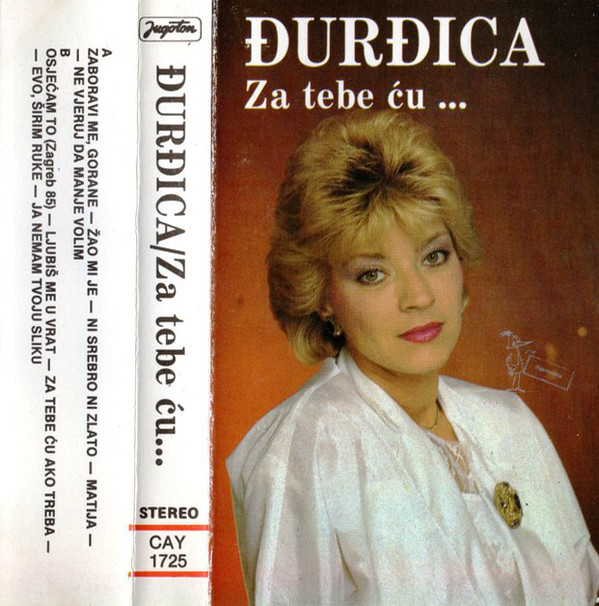 ĐURĐICA
Za tebe ću ...
Jugoton
ĐURĐICA/Za tebe ću...
STEREO
CAY
1725
A
ZABORAVI ME, GORANE — ŽAO MI JE — NI SREBRO NI ZLATO — MATIJA —
— NE VJERUJ DA MANJE VOLIM
B
OSJEĆAM TO (Zagreb 85) — LJUBIŠ ME U VRAT — ZA TEBE ĆU AKO TREBA —
— EVO, ŠIRIM RUKE — JA NEMAM TVOJU SLIKU